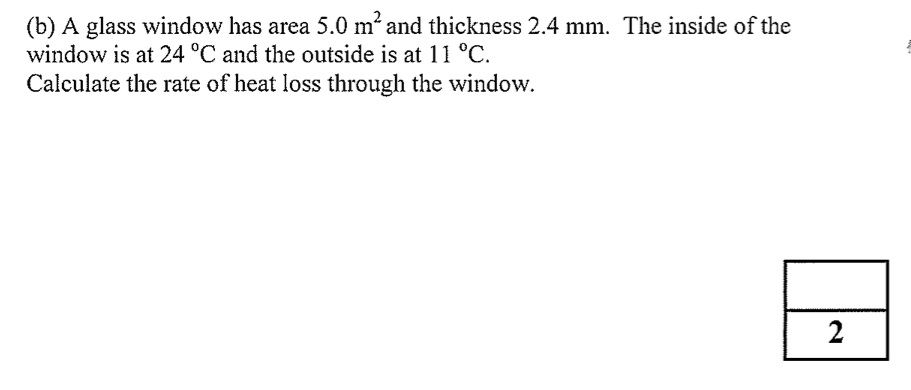 (b) A glass window has area 5.0 m² and thickness 2.4 mm. The inside of the
window is at 24 °C and the outside is at 11 °C.
Calculate the rate of heat loss through the window.
2